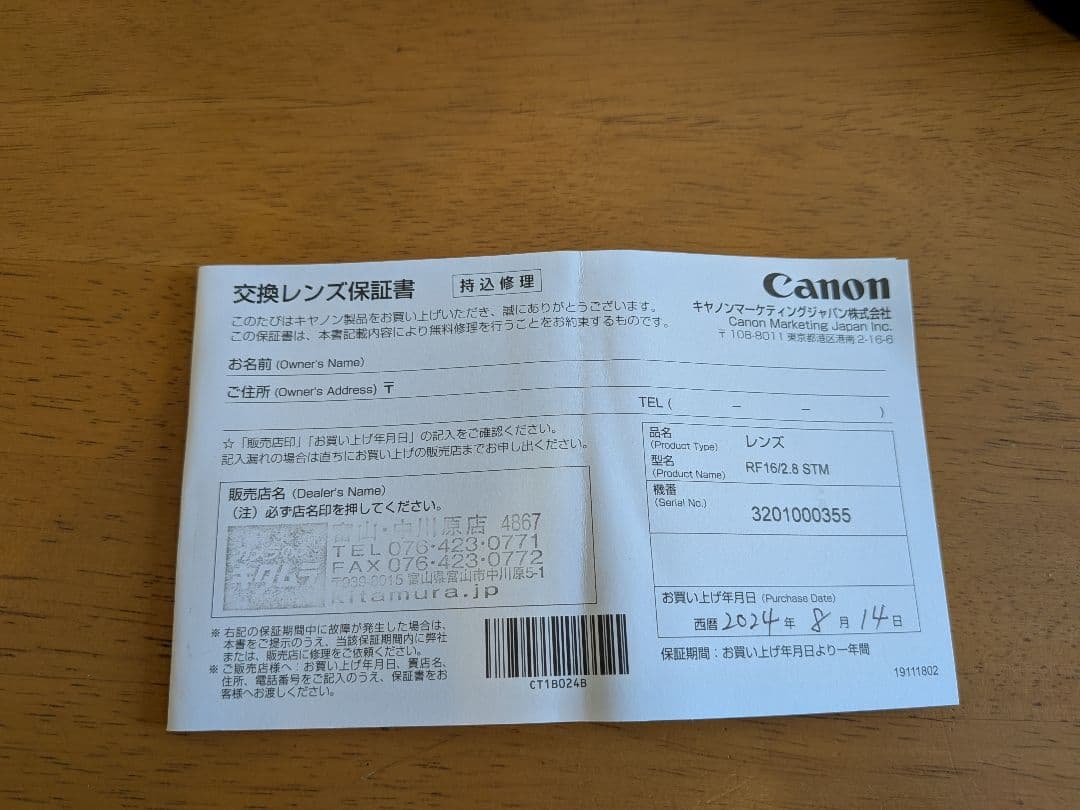 交換レンズ保証書
持込修理
Canon
キヤノンマーケティングジャパン株式会社
Canon Marketing Japan Inc.
〒108-8011 東京都港区港南2-16-6
このたびはキヤノン製品をお買い上げいただき、誠にありがとうございます。
この保証書は、本書記載内容により無料修理を行うことをお約束するものです。
お名前 (Owner's Name)
ご住所 (Owner's Address) 〒
TEL ( － － )
☆「販売店印」「お買い上げ年月日」の記入をご確認ください。
記入漏れの場合は直ちにお買い上げの販売店までお申し出ください。
販売店名 (Dealer's Name)
(注) 必ず店名印を押してください。
カメラの
キタムラ
富山・中川原店 4867
TEL 076-423-0771
FAX 076-423-0772
〒939-8015 富山県富山市中川原5-1
kitamura.jp
品名
(Product Type)
レンズ
型名
(Product Name)
RF16/2.8 STM
機番
(Serial No.)
3201000355
お買い上げ年月日 (Purchase Date)
西暦 2024 年 8 月 14 日
保証期間：お買い上げ年月日より一年間
※ 右記の保証期間中に故障が発生した場合は、
本書をご提示のうえ、当該保証期間内に弊社
または、販売店に修理をご依頼ください。
※ ご販売店様へ：お買い上げ年月日、貴店名、
住所、電話番号をご記入のうえ、保証書をお
客様へお渡しください。
CT1B024B
19111802